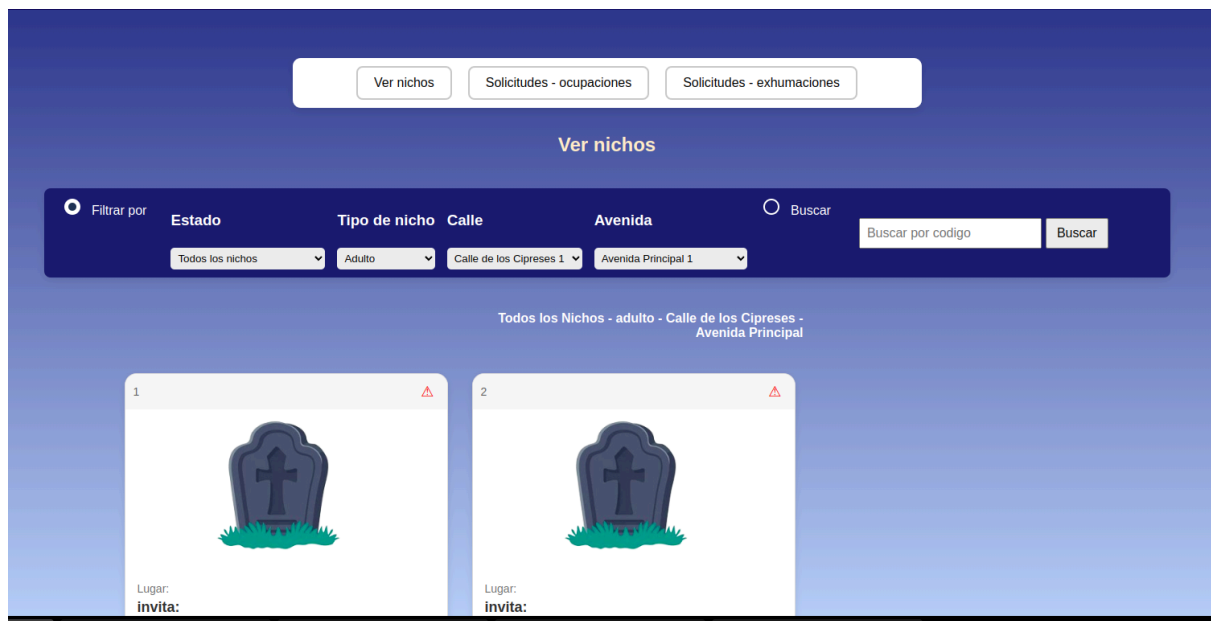 Ver nichos
Solicitudes - ocupaciones
Solicitudes - exhumaciones
Ver nichos
Filtrar por
Estado
Tipo de nicho
Calle
Avenida
Todos los nichos
Adulto
Calle de los Cipreses 1
Avenida Principal 1
Buscar
Buscar por codigo
Buscar
Todos los Nichos - adulto - Calle de los Cipreses -
Avenida Principal
1
2
Lugar:
invita:
Lugar:
invita: